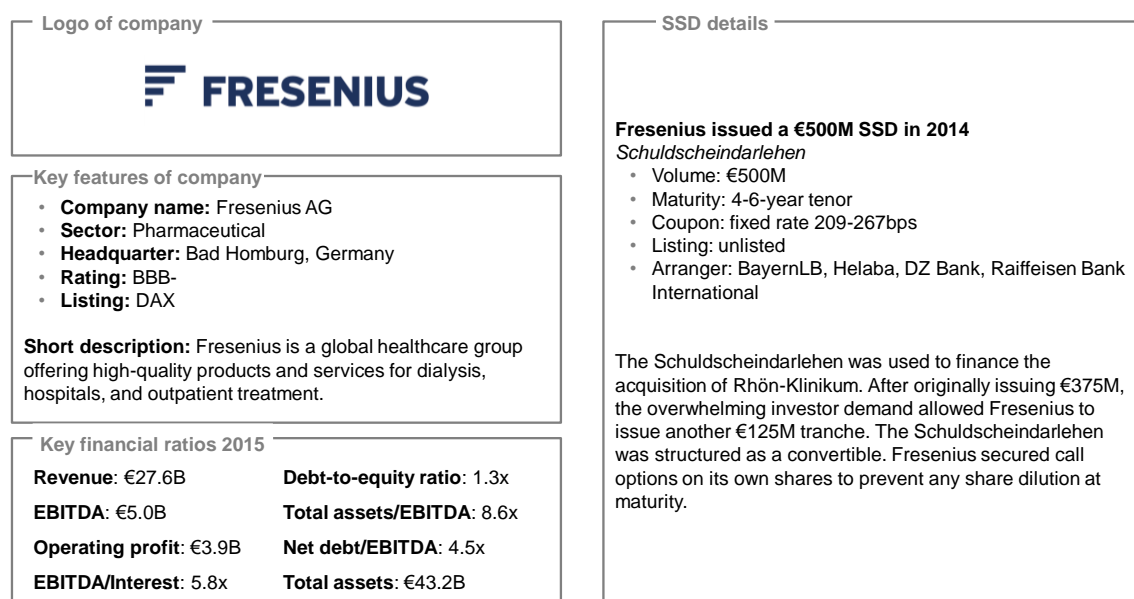 Logo of company
FRESENIUS
Key features of company
• Company name: Fresenius AG
• Sector: Pharmaceutical
• Headquarter: Bad Homburg, Germany
• Rating: BBB-
• Listing: DAX
Short description: Fresenius is a global healthcare group
offering high-quality products and services for dialysis,
hospitals, and outpatient treatment.
Key financial ratios 2015
Revenue: €27.6B
Debt-to-equity ratio: 1.3x
EBITDA: €5.0B
Total assets/EBITDA: 8.6x
Operating profit: €3.9B
Net debt/EBITDA: 4.5x
EBITDA/Interest: 5.8x
Total assets: €43.2B
SSD details
Fresenius issued a €500M SSD in 2014
Schuldscheindarlehen
• Volume: €500M
• Maturity: 4-6-year tenor
• Coupon: fixed rate 209-267bps
• Listing: unlisted
• Arranger: BayernLB, Helaba, DZ Bank, Raiffeisen Bank
International
The Schuldscheindarlehen was used to finance the
acquisition of Rhön-Klinikum. After originally issuing €375M,
the overwhelming investor demand allowed Fresenius to
issue another €125M tranche. The Schuldscheindarlehen
was structured as a convertible. Fresenius secured call
options on its own shares to prevent any share dilution at
maturity.